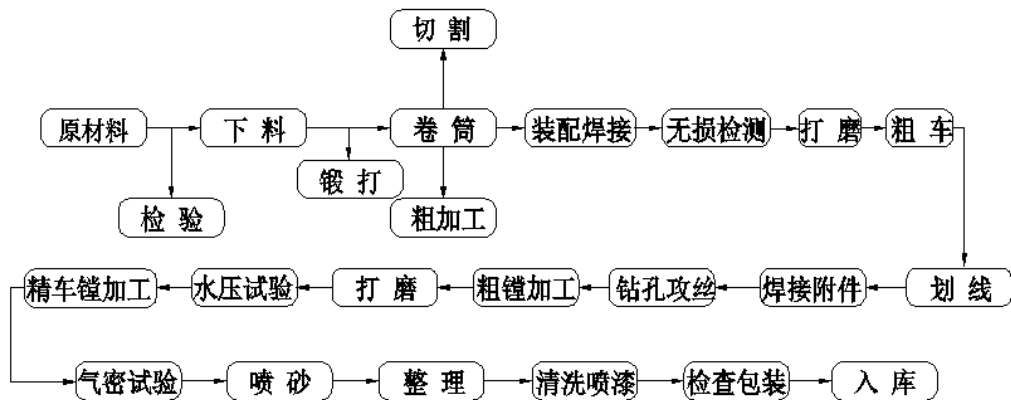 切割
原材料
下料
卷筒
装配焊接
无损检测
打磨
粗车
锻打
检验
粗加工
精车镗加工
水压试验
打磨
粗镗加工
钻孔攻丝
焊接附件
划线
气密试验
喷砂
整理
清洗喷漆
检查包装
入库